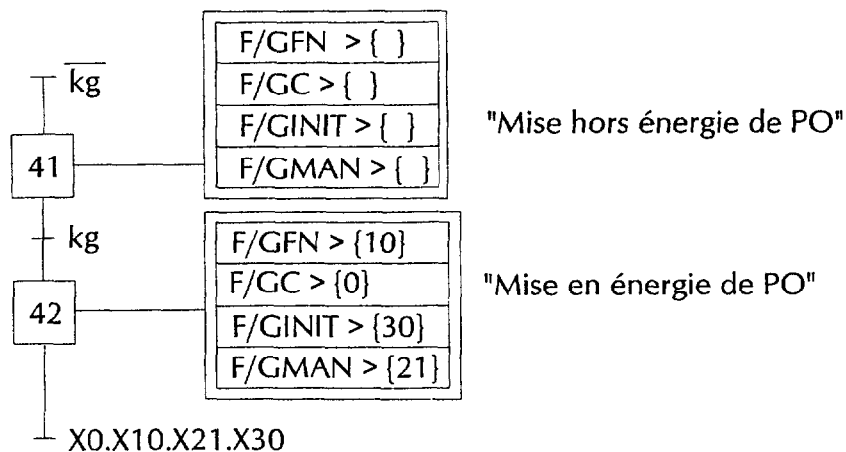 F/GFN > { }
k̅g̅
F/GC > { }
F/GINIT > { }
"Mise hors énergie de PO"
41
F/GMAN > { }
kg
F/GFN > {10}
F/GC > {0}
"Mise en énergie de PO"
42
F/GINIT > {30}
F/GMAN > {21}
X0.X10.X21.X30